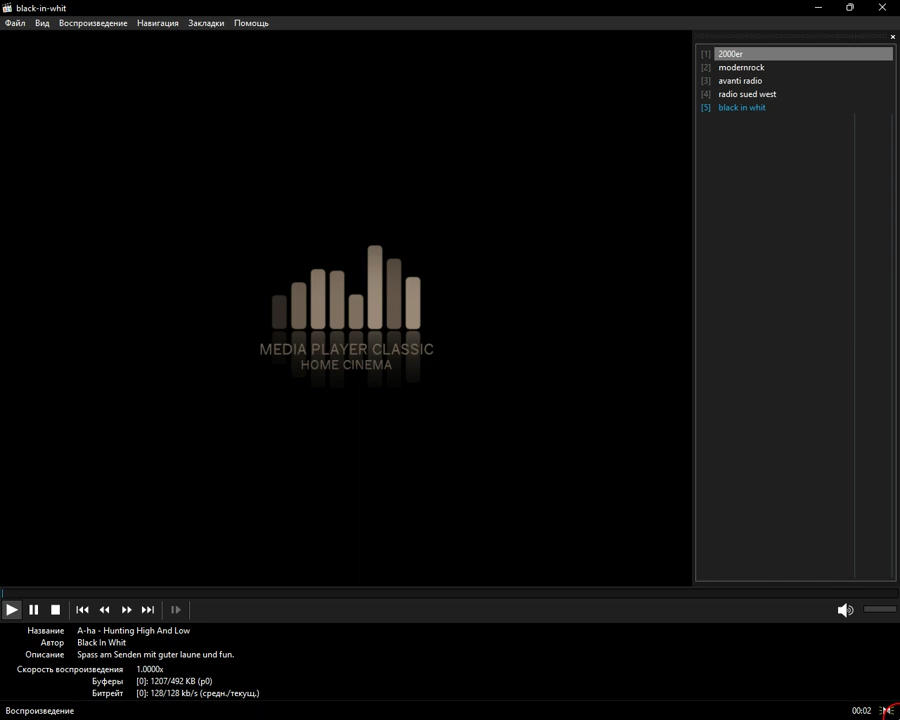 black-in-whit
Файл Вид Воспроизведение Навигация Закладки Помощь
[1] 2000er
[2] modernrock
[3] avanti radio
[4] radio sued west
[5] black in whit
MEDIA PLAYER CLASSIC
HOME CINEMA
Название A-ha - Hunting High And Low
Автор Black In Whit
Описание Spass am Senden mit guter laune und fun.
Скорость воспроизведения 1.0000x
Буферы [0]: 1207/492 KB (p0)
Битрейт [0]: 128/128 kb/s (средн./текущ.)
Воспроизведение 00:02